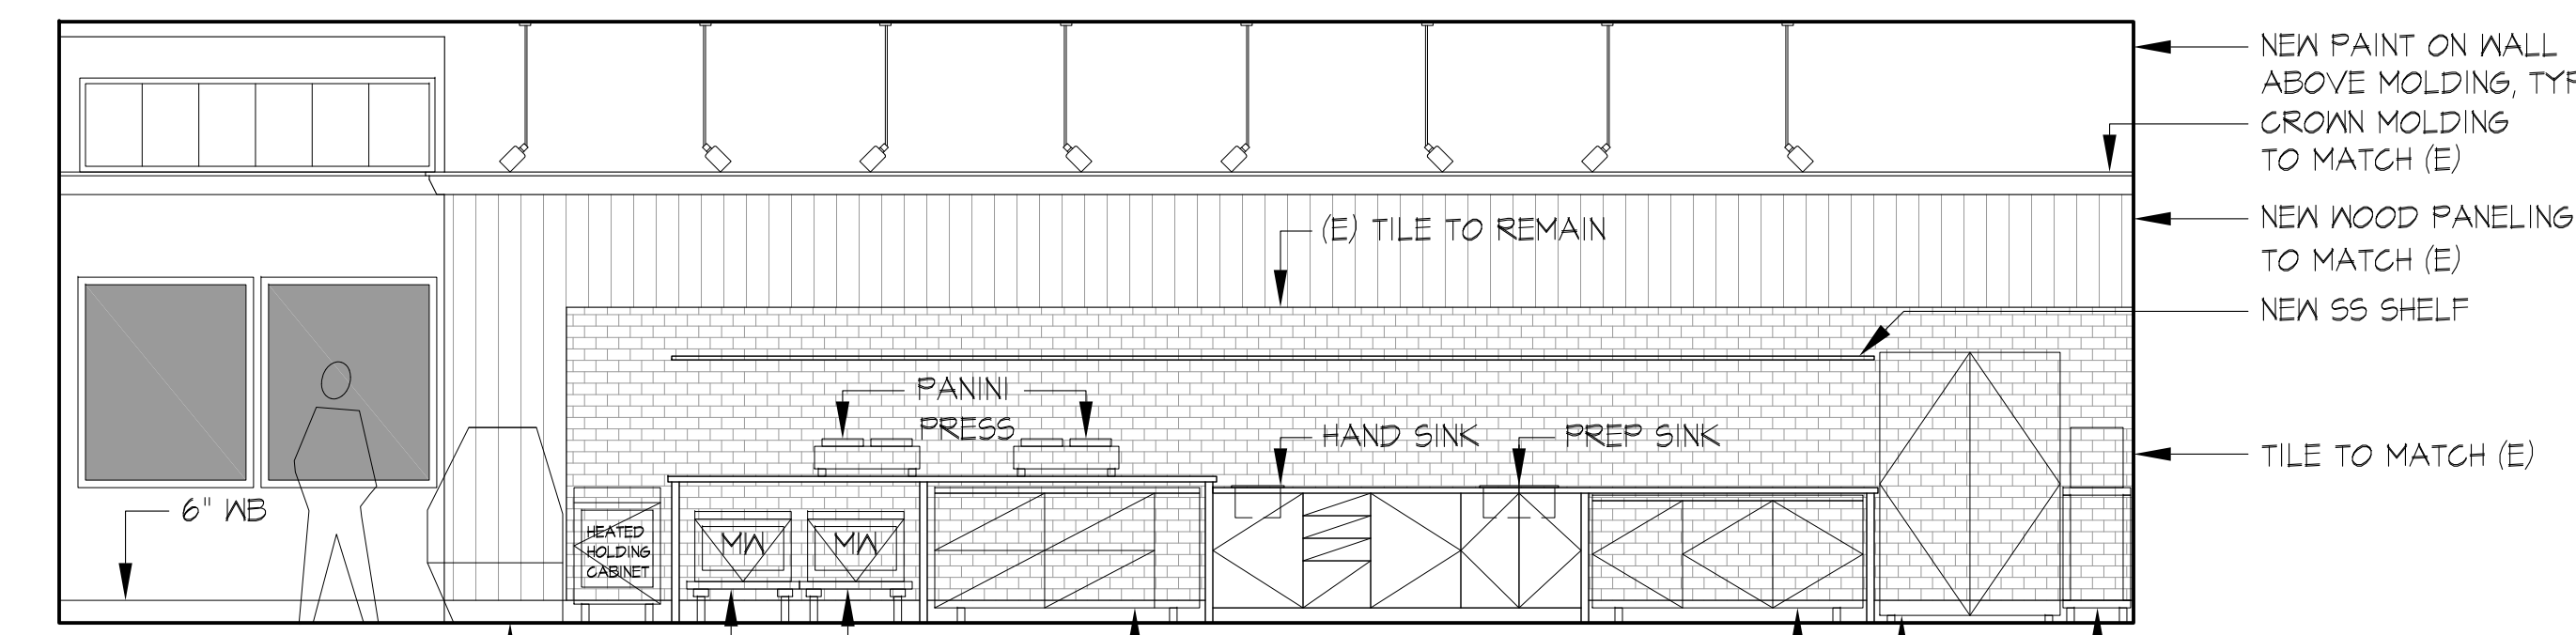 NEW PAINT ON WALL
ABOVE MOLDING, TYP
CROWN MOLDING
TO MATCH (E)
NEW WOOD PANELING
TO MATCH (E)
(E) TILE TO REMAIN
NEW SS SHELF
PANINI
PRESS
HAND SINK
PREP SINK
TILE TO MATCH (E)
6" WB
HEATED
HOLDING
CABINET
MW
MW